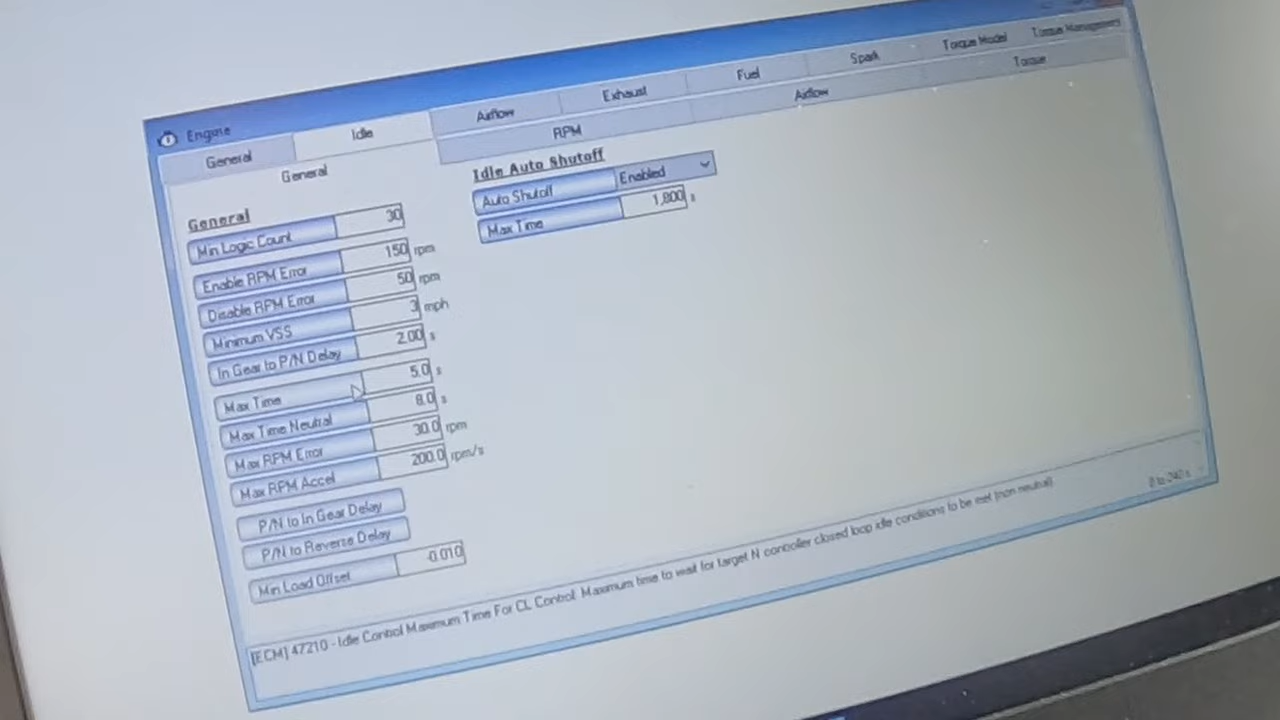 Engine
General Idle Airflow Exhaust Fuel Spark Torque Model Torque Management
General RPM Airflow Torque
General
Min Logic Count 30
Enable RPM Error 150 rpm
Disable RPM Error 50 rpm
Minimum VSS 3 mph
In Gear to P/N Delay 2.00 s
Max Time 5.0 s
Max Time Neutral 8.0 s
Max RPM Error 30.0 rpm
Max RPM Accel 200.0 rpm/s
P/N to In Gear Delay
P/N to Reverse Delay
Min Load Offset -0.010
Idle Auto Shutoff
Auto Shutoff Enabled
Max Time 1,800 s
[ECM] 47210 - Idle Control Maximum Time For CL Control: Maximum time to wait for target N controller closed loop idle conditions to be met (non neutral).
0 to 240 s